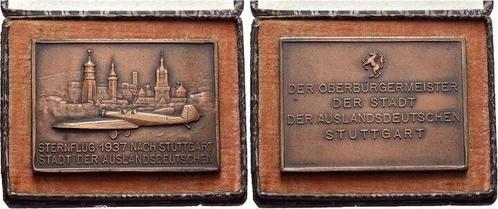 STERNFLUG 1937 NACH STUTTGART
STADT DER AUSLANDSDEUTSCHEN
DER OBERBÜRGERMEISTER
DER STADT
DER AUSLANDSDEUTSCHEN
STUTTGART